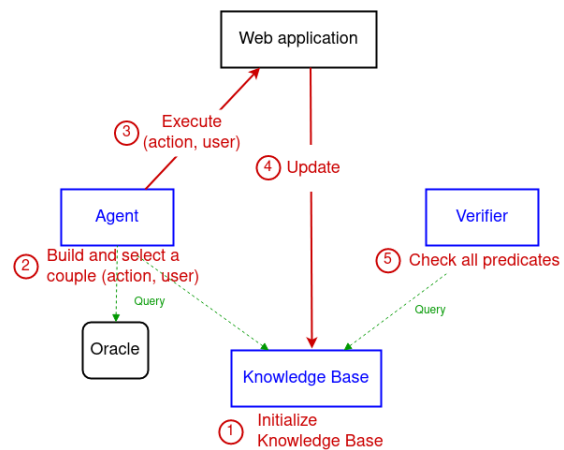 Web application
3
Execute
(action, user)
4
Update
Agent
Verifier
2
Build and select a
couple (action, user)
5
Check all predicates
Query
Query
Oracle
Knowledge Base
1
Initialize
Knowledge Base